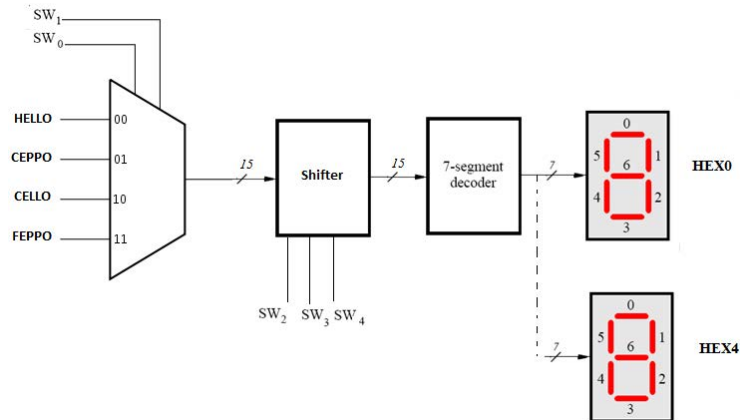 SW1
SW0
HELLO
00
CEPPO
01
CELLO
10
FEPPO
11
15
Shifter
15
7-segment
decoder
7
HEX0
0
5
6
1
4
2
3
SW2
SW3
SW4
7
HEX4
0
5
6
1
4
2
3